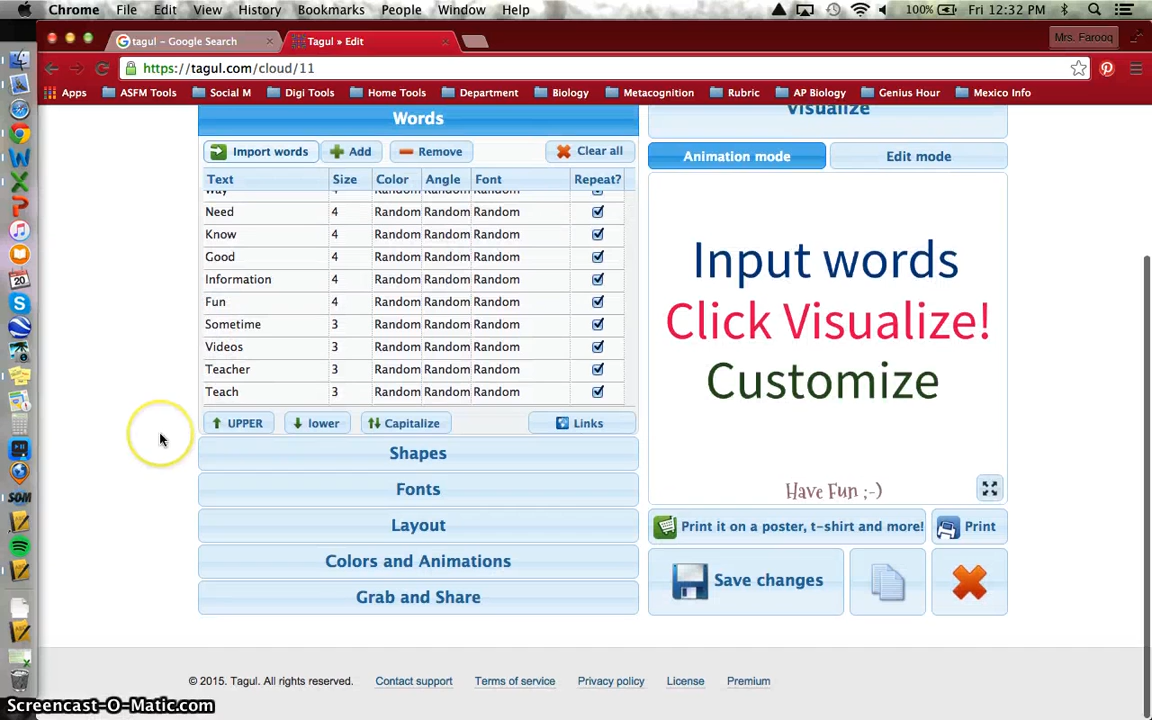 Chrome File Edit View History Bookmarks People Window Help 100% Fri 12:32 PM
tagul - Google Search Tagul » Edit Mrs. Farooq
https://tagul.com/cloud/11
Apps ASFM Tools Social M Digi Tools Home Tools Department Biology Metacognition Rubric AP Biology Genius Hour Mexico Info
Words
Visualize
Import words Add Remove Clear all
Animation mode Edit mode
Text Size Color Angle Font Repeat?
Way 4
Need 4 Random Random Random
Know 4 Random Random Random
Good 4 Random Random Random
Information 4 Random Random Random
Fun 4 Random Random Random
Sometime 3 Random Random Random
Videos 3 Random Random Random
Teacher 3 Random Random Random
Teach 3 Random Random Random
UPPER lower Capitalize Links
Input words
Click Visualize!
Customize
Have Fun ;-)
Shapes
Fonts
Layout
Colors and Animations
Grab and Share
Print it on a poster, t-shirt and more! Print
Save changes
© 2015. Tagul. All rights reserved. Contact support Terms of service Privacy policy License Premium
Screencast-O-Matic.com
20
SOM